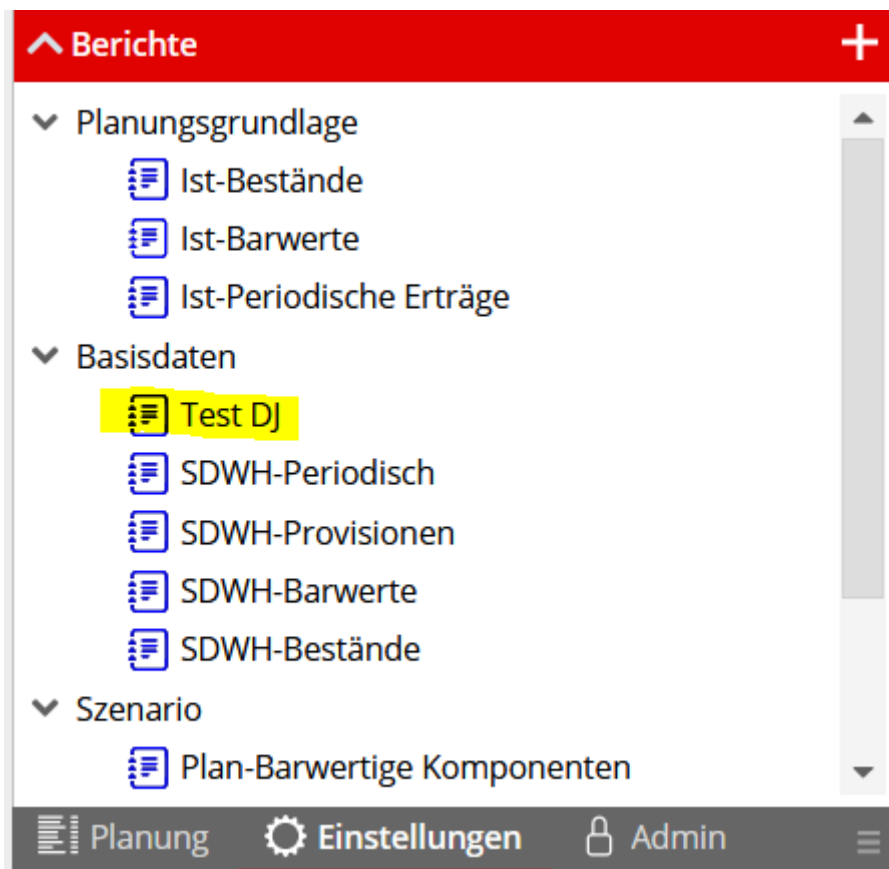 Berichte
Planungsgrundlage
Ist-Bestände
Ist-Barwerte
Ist-Periodische Erträge
Basisdaten
Test DJ
SDWH-Periodisch
SDWH-Provisionen
SDWH-Barwerte
SDWH-Bestände
Szenario
Plan-Barwertige Komponenten
Planung Einstellungen Admin